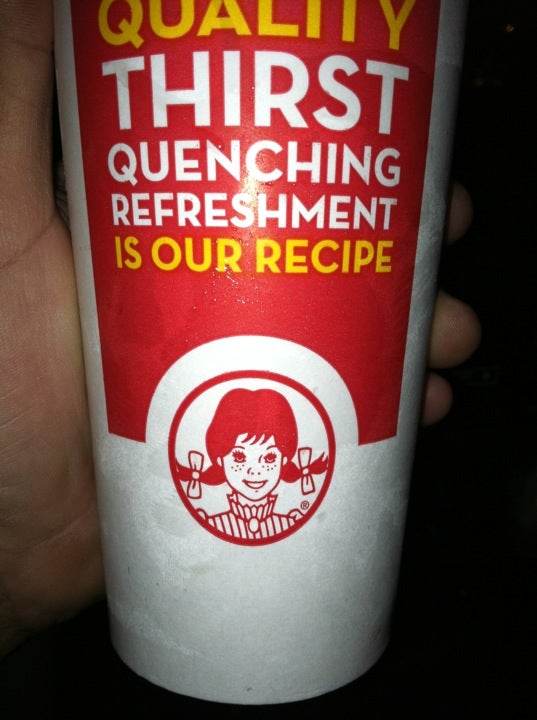 QUALITY
THIRST
QUENCHING
REFRESHMENT
IS OUR RECIPE
®